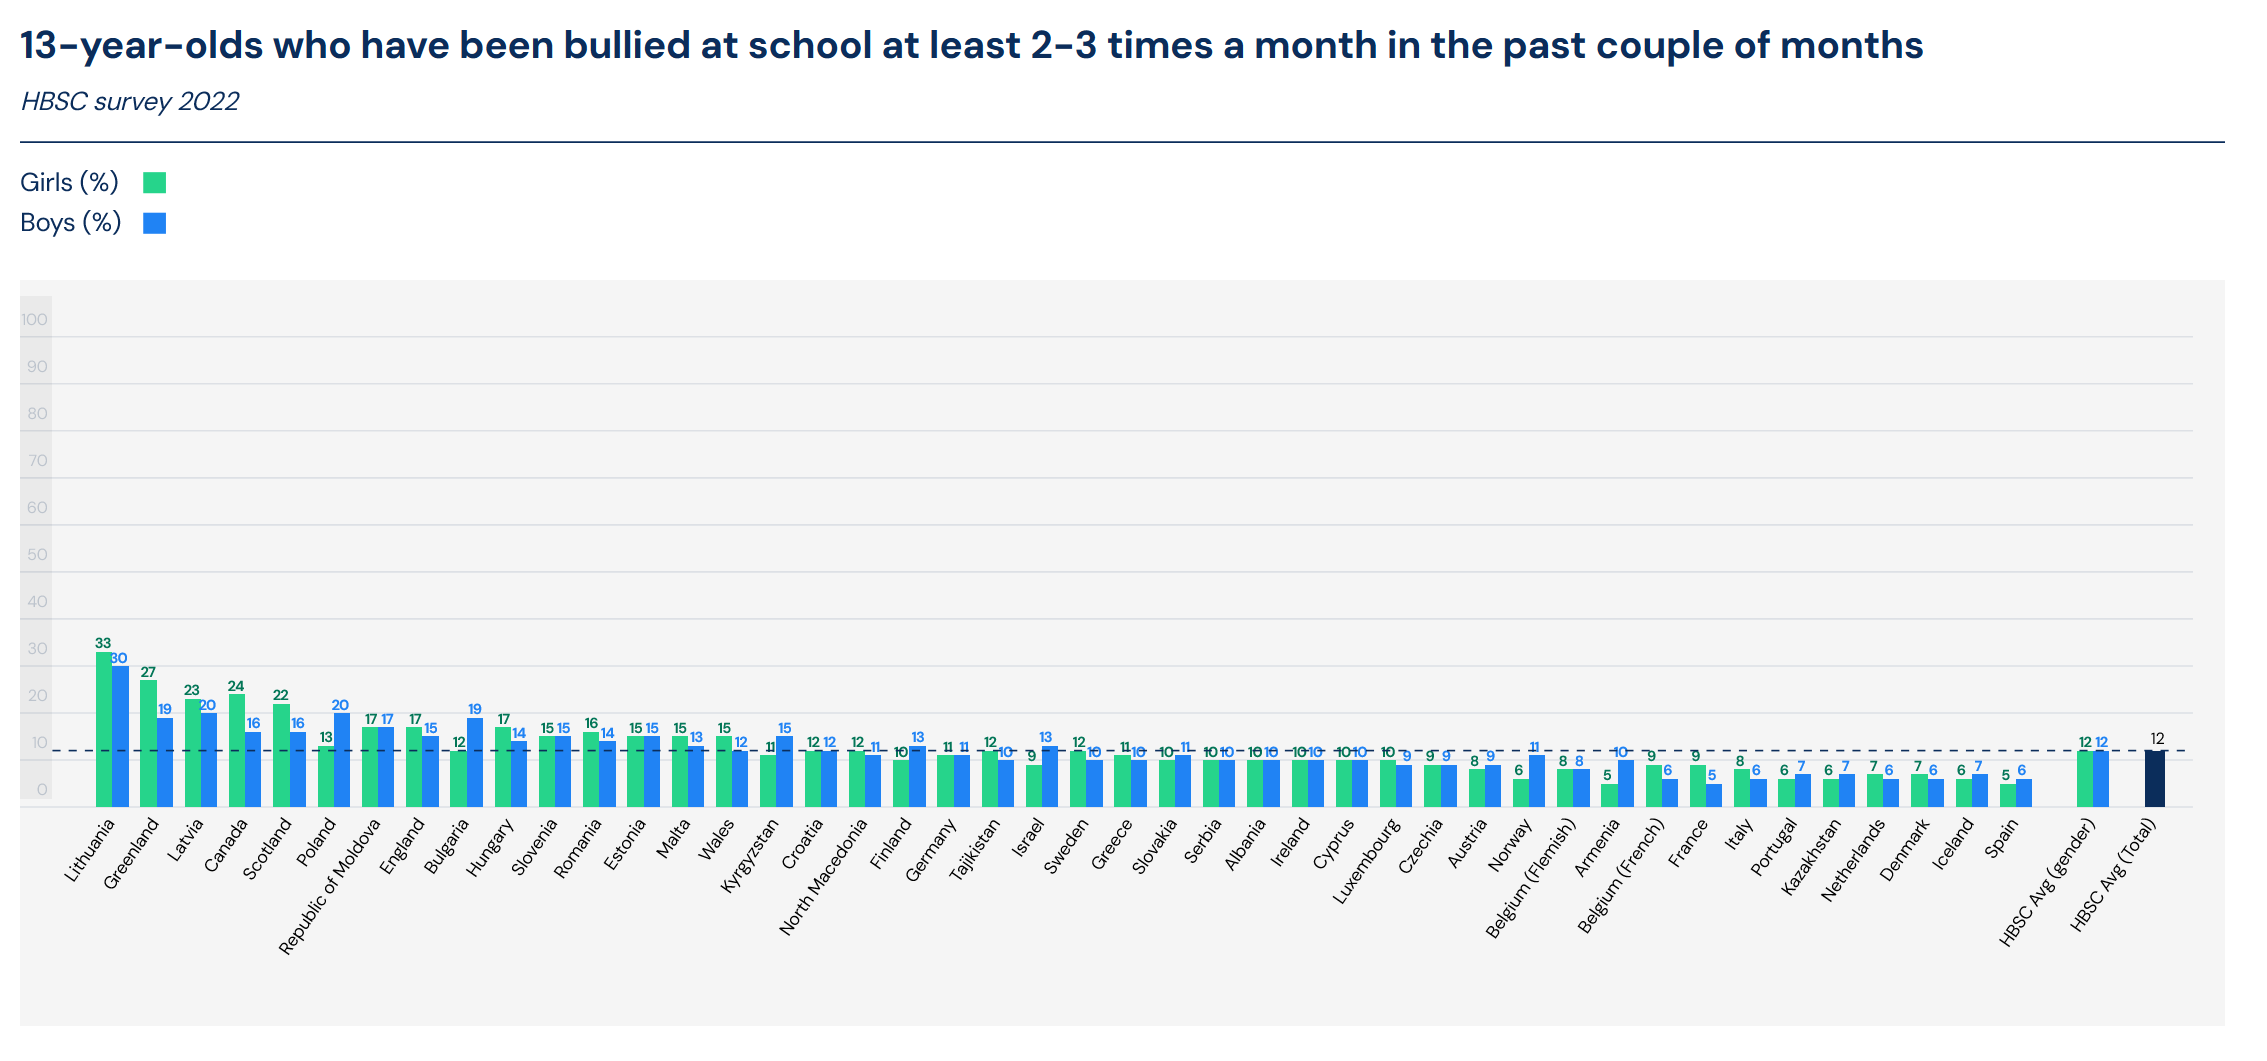 13-year-olds who have been bullied at school at least 2-3 times a month in the past couple of months
HBSC survey 2022
Girls (%)
Boys (%)
100
90
80
70
60
50
40
30
20
10
0
33 30 27 19 23 20 24 16 22 16 13 20 17 17 17 15 12 19 17 14 15 15 16 14 15 15 15 13 15 12 11 15 12 12 12 11 10 13 11 11 12 10 9 13 12 10 11 10 10 11 10 10 10 10 10 10 10 10 10 9 9 9 8 9 6 11 8 8 5 10 9 6 9 5 8 6 6 7 6 7 7 6 7 6 6 7 5 6 12 12 12
Lithuania
Greenland
Latvia
Canada
Scotland
Poland
Republic of Moldova
England
Bulgaria
Hungary
Slovenia
Romania
Estonia
Malta
Wales
Kyrgyzstan
Croatia
North Macedonia
Finland
Germany
Tajikistan
Israel
Sweden
Greece
Slovakia
Serbia
Albania
Ireland
Cyprus
Luxembourg
Czechia
Austria
Norway
Belgium (Flemish)
Armenia
Belgium (French)
France
Italy
Portugal
Kazakhstan
Netherlands
Denmark
Iceland
Spain
HBSC Avg (gender)
HBSC Avg (Total)